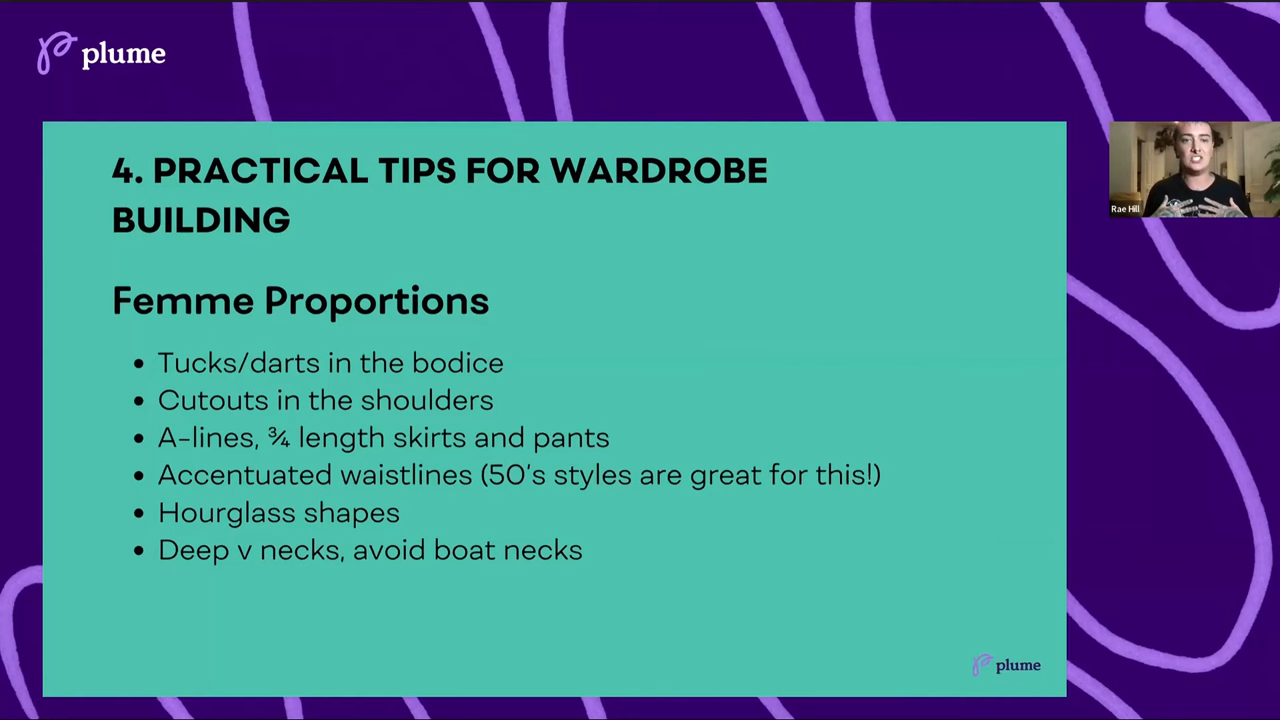 plume
4. PRACTICAL TIPS FOR WARDROBE
BUILDING
Femme Proportions
• Tucks/darts in the bodice
• Cutouts in the shoulders
• A-lines, ¾ length skirts and pants
• Accentuated waistlines (50's styles are great for this!)
• Hourglass shapes
• Deep v necks, avoid boat necks
Rae Hill
plume